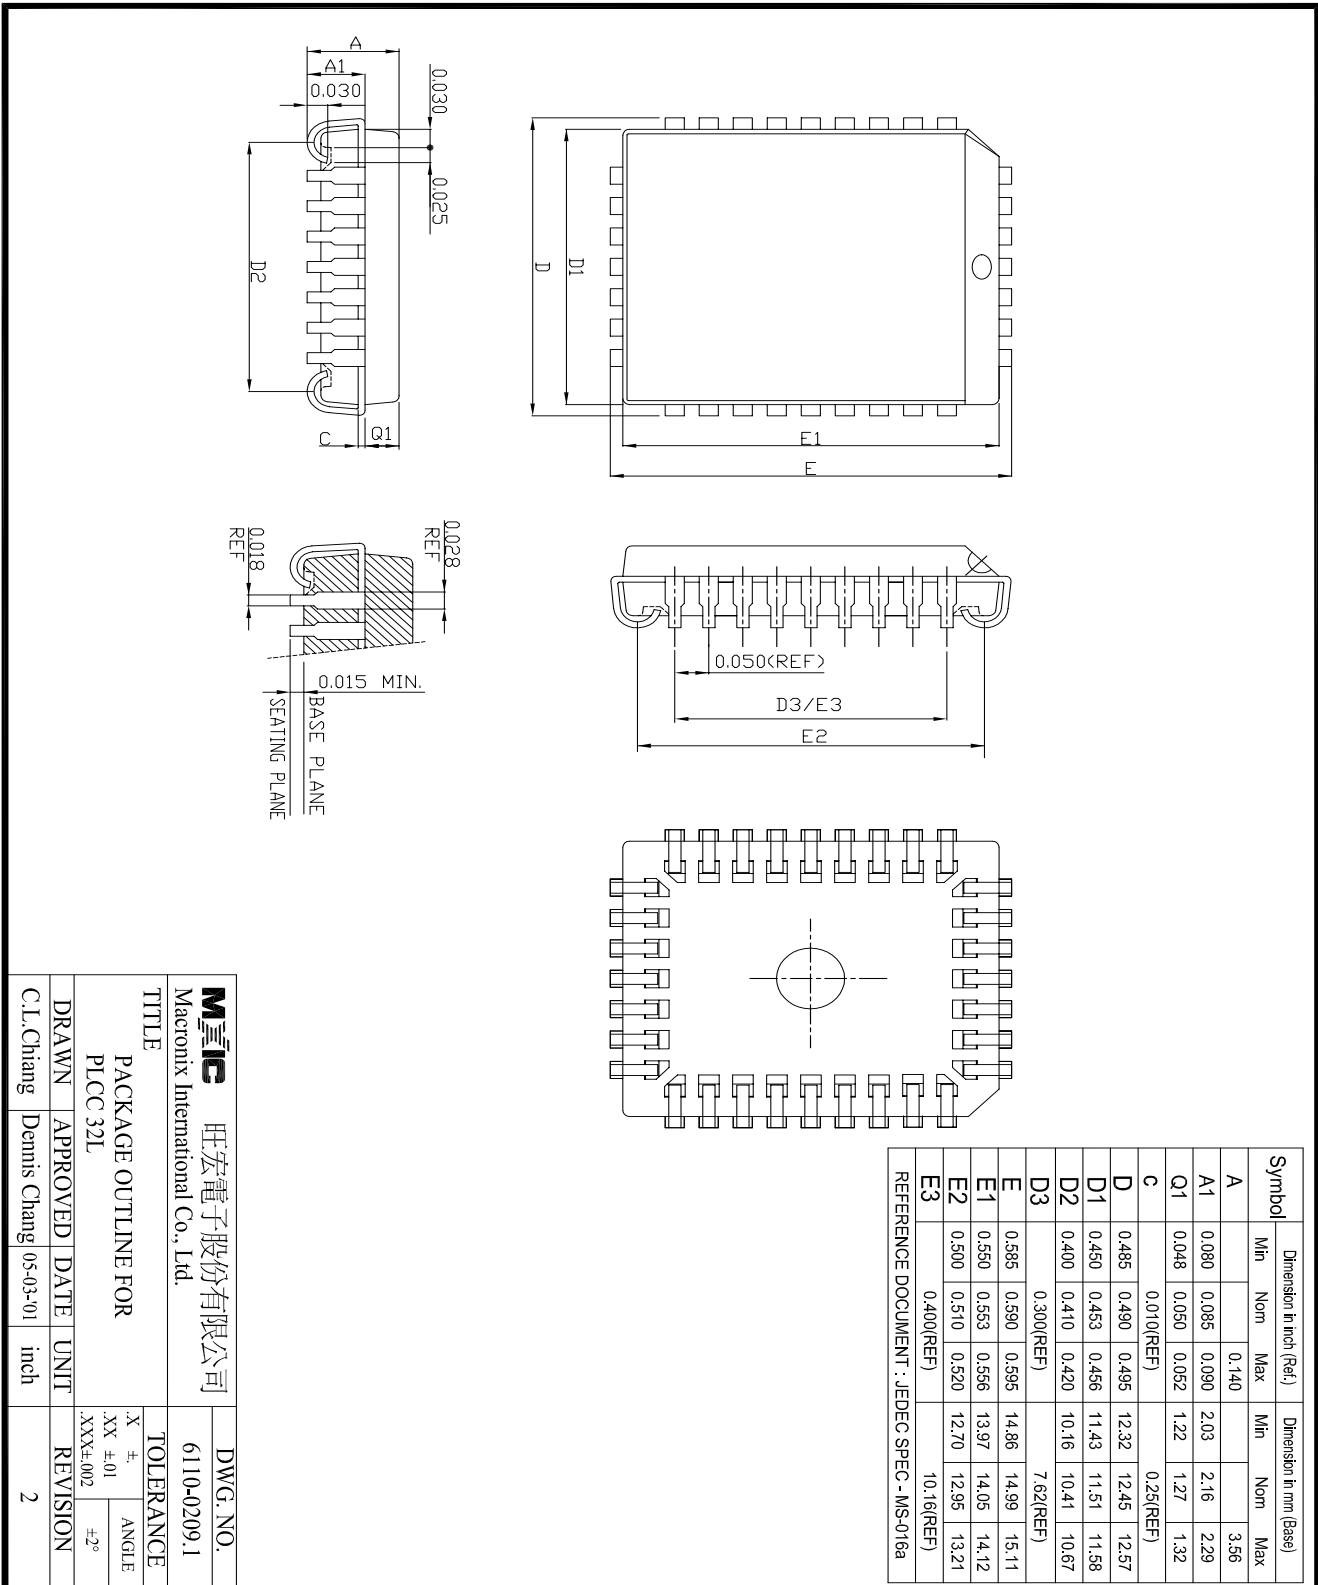 A
A1
0.030
0.030
0.025
D2
C
Q1
D
D1
E1
E
0.018
REF
0.028
REF
0.015 MIN.
BASE PLANE
SEATING PLANE
0.050(REF)
D3/E3
E2
Symbol Dimension in inch (Ref.) Dimension in mm (Base)
Min Nom Max Min Nom Max
A 0.140 3.56
A1 0.080 0.085 0.090 2.03 2.16 2.29
Q1 0.048 0.050 0.052 1.22 1.27 1.32
C 0.010(REF) 0.25(REF)
D 0.485 0.490 0.495 12.32 12.45 12.57
D1 0.450 0.453 0.456 11.43 11.51 11.58
D2 0.400 0.410 0.420 10.16 10.41 10.67
D3 0.300(REF) 7.62(REF)
E 0.585 0.590 0.595 14.86 14.99 15.11
E1 0.550 0.553 0.556 13.97 14.05 14.12
E2 0.500 0.510 0.520 12.70 12.95 13.21
E3 0.400(REF) 10.16(REF)
REFERENCE DOCUMENT : JEDEC SPEC - MS-016a
MXIC 旺宏電子股份有限公司
Macronix International Co., Ltd.
DWG. NO.
6110-0209.1
TITLE
PACKAGE OUTLINE FOR
PLCC 32L
TOLERANCE
.X ±.
.XX ±.01
.XXX±.002
ANGLE
±2°
DRAWN APPROVED DATE UNIT REVISION
C.L.Chiang Dennis Chang 05-03-'01 inch 2